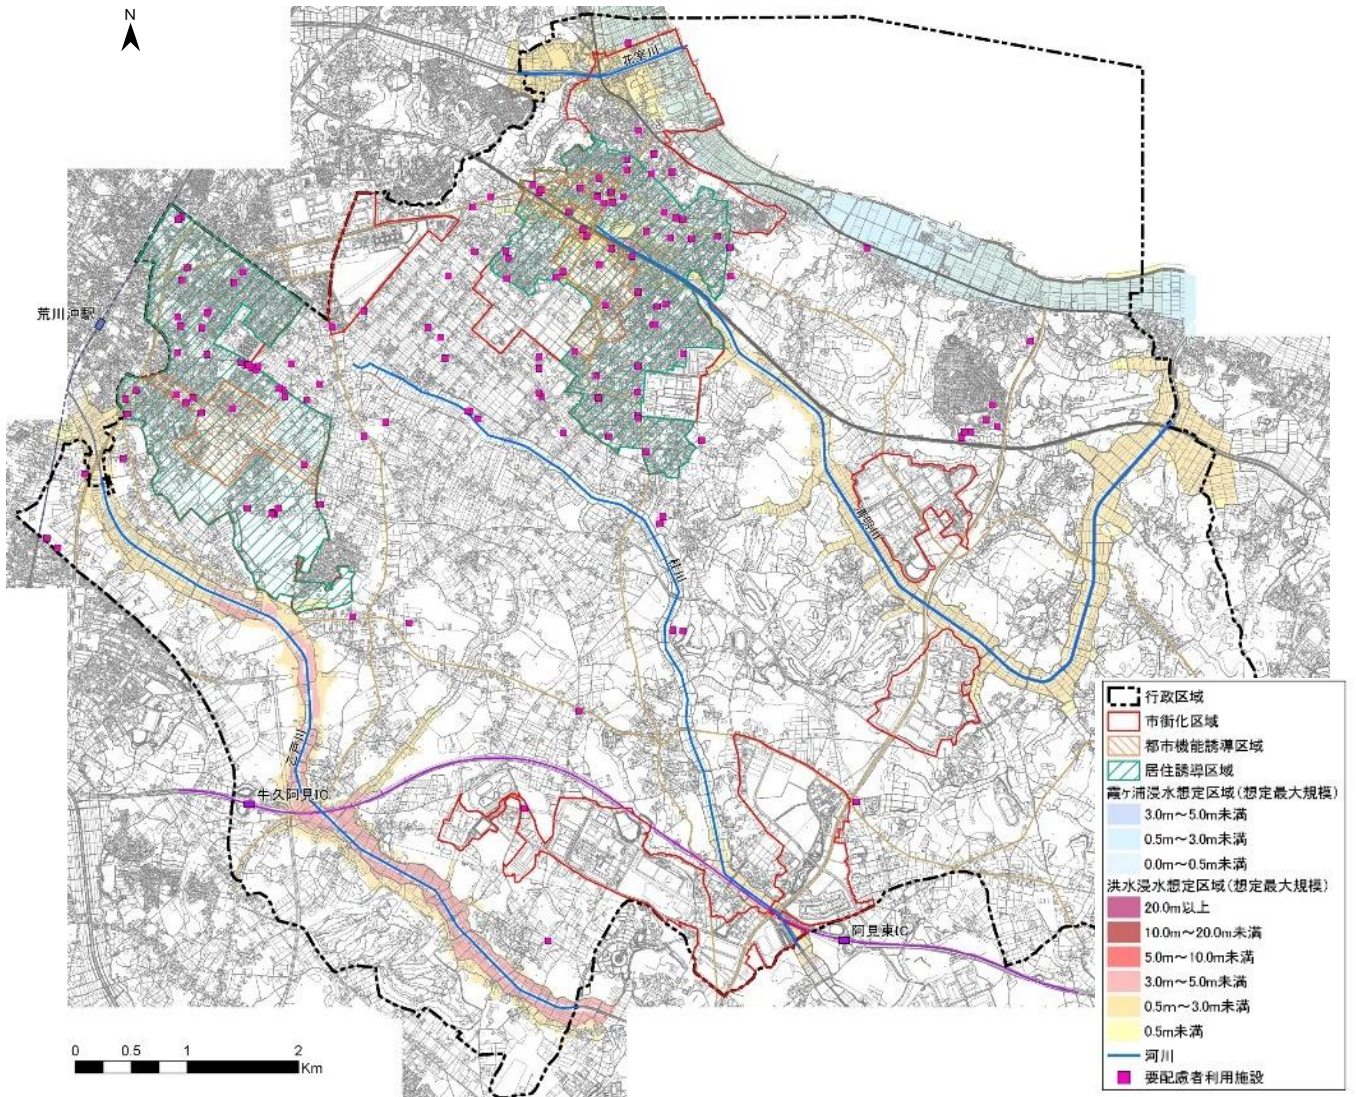 N
花室川
荒川沖駅
清明川
桂川
乙戸川
牛久阿見IC
阿見東IC
0 0.5 1 2
Km
行政区域
市街化区域
都市機能誘導区域
居住誘導区域
霞ヶ浦浸水想定区域(想定最大規模)
3.0m～5.0m未満
0.5m～3.0m未満
0.0m～0.5m未満
洪水浸水想定区域(想定最大規模)
20.0m以上
10.0m～20.0m未満
5.0m～10.0m未満
3.0m～5.0m未満
0.5m～3.0m未満
0.5m未満
河川
要配慮者利用施設